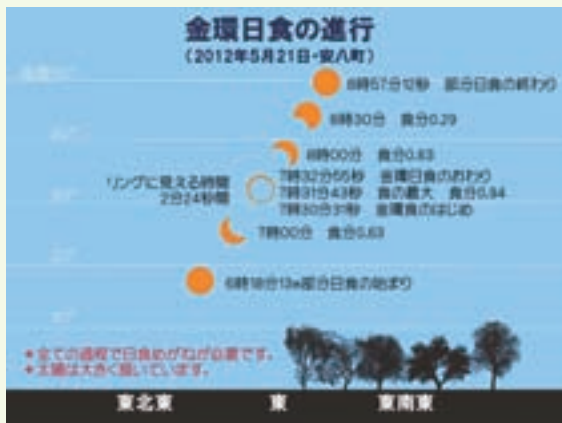 金環日食の進行
(2012年5月21日・安八町)
8時57分12秒 部分日食の終わり
8時30分 食分0.29
8時00分 食分0.63
7時32分55秒 金環日食のおわり
リングに見える時間
7時31分43秒 食の最大 食分0.94
2分24秒間
7時30分31秒 金環食のはじめ
7時00分 食分0.63
6時18分13 部分日食の始まり
*全ての過程で日食めがねが必要です。
*太陽は大きく描いています。
東北東 東 東南東